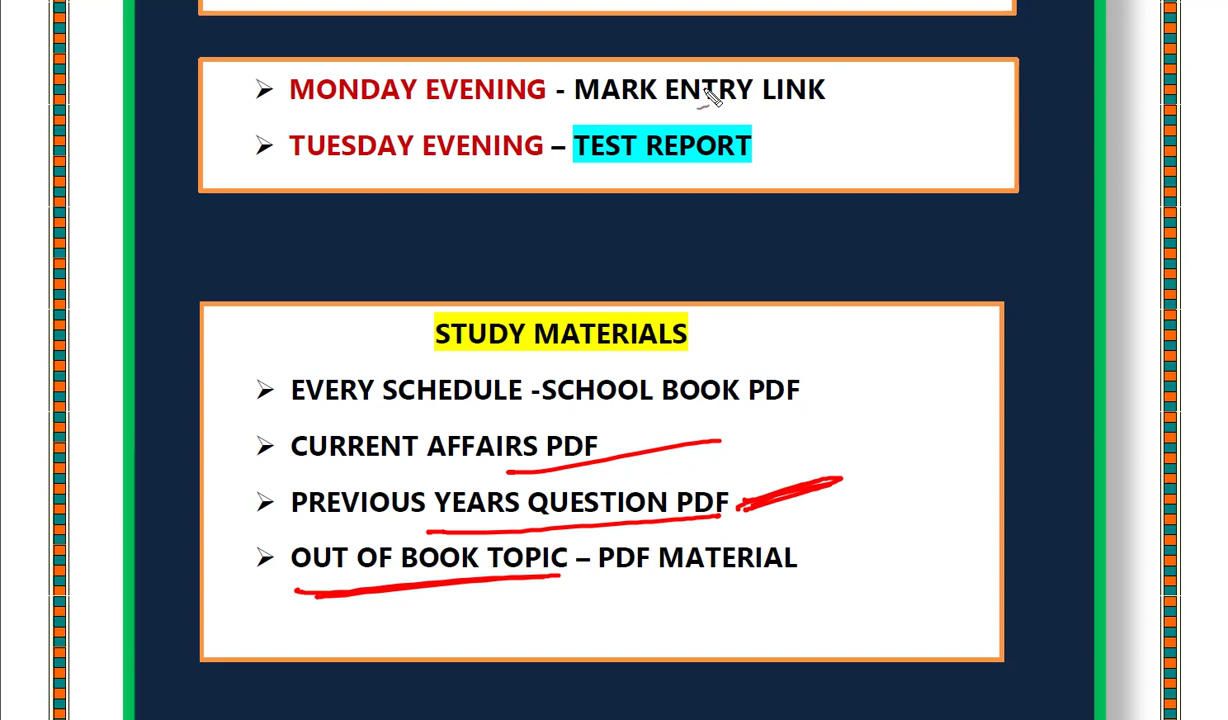 MONDAY EVENING - MARK ENTRY LINK
TUESDAY EVENING – TEST REPORT
STUDY MATERIALS
EVERY SCHEDULE -SCHOOL BOOK PDF
CURRENT AFFAIRS PDF
PREVIOUS YEARS QUESTION PDF
OUT OF BOOK TOPIC – PDF MATERIAL